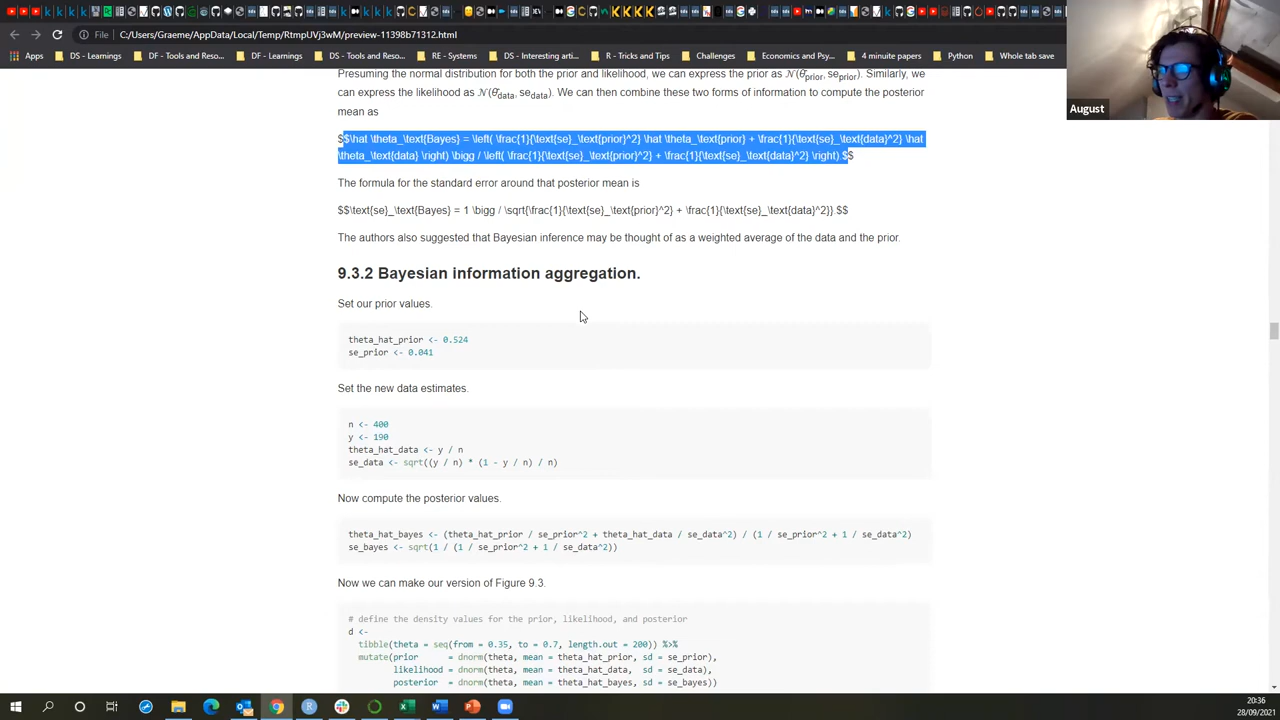 File C:/Users/Graeme/AppData/Local/Temp/RtmpUVj3wM/preview-11398b71312.html
Apps DS - Learnings DF - Tools and Reso... DF - Learning DS - Tools and Reso... RE - Systems DS - Interesting arti... R - Tricks and Tips Challenges Economics and Psy... 4 minuite papers Python Whole tab save
Presuming the normal distribution for both the prior and likelihood, we can express the prior as 𝒩(θ̂prior, seprior). Similarly, we
can express the likelihood as 𝒩(θ̂data, sedata). We can then combine these two forms of information to compute the posterior
mean as
$$\hat \theta_\text{Bayes} = \left( \frac{1}{\text{se}_\text{prior}^2} \hat \theta_\text{prior} + \frac{1}{\text{se}_\text{data}^2} \hat
\theta_\text{data} \right) \bigg / \left( \frac{1}{\text{se}_\text{prior}^2} + \frac{1}{\text{se}_\text{data}^2} \right).$$
The formula for the standard error around that posterior mean is
$$\text{se}_\text{Bayes} = 1 \bigg / \sqrt{\frac{1}{\text{se}_\text{prior}^2} + \frac{1}{\text{se}_\text{data}^2}}.$$
The authors also suggested that Bayesian inference may be thought of as a weighted average of the data and the prior.
9.3.2 Bayesian information aggregation.
Set our prior values.
theta_hat_prior <- 0.524
se_prior <- 0.041
Set the new data estimates.
n <- 400
y <- 190
theta_hat_data <- y / n
se_data <- sqrt((y / n) * (1 - y / n) / n)
Now compute the posterior values.
theta_hat_bayes <- (theta_hat_prior / se_prior^2 + theta_hat_data / se_data^2) / (1 / se_prior^2 + 1 / se_data^2)
se_bayes <- sqrt(1 / (1 / se_prior^2 + 1 / se_data^2))
Now we can make our version of Figure 9.3.
# define the density values for the prior, likelihood, and posterior
d <-
tibble(theta = seq(from = 0.35, to = 0.7, length.out = 200)) %>%
mutate(prior = dnorm(theta, mean = theta_hat_prior, sd = se_prior),
likelihood = dnorm(theta, mean = theta_hat_data, sd = se_data),
posterior = dnorm(theta, mean = theta_hat_bayes, sd = se_bayes))
August
20:36
28/09/2021